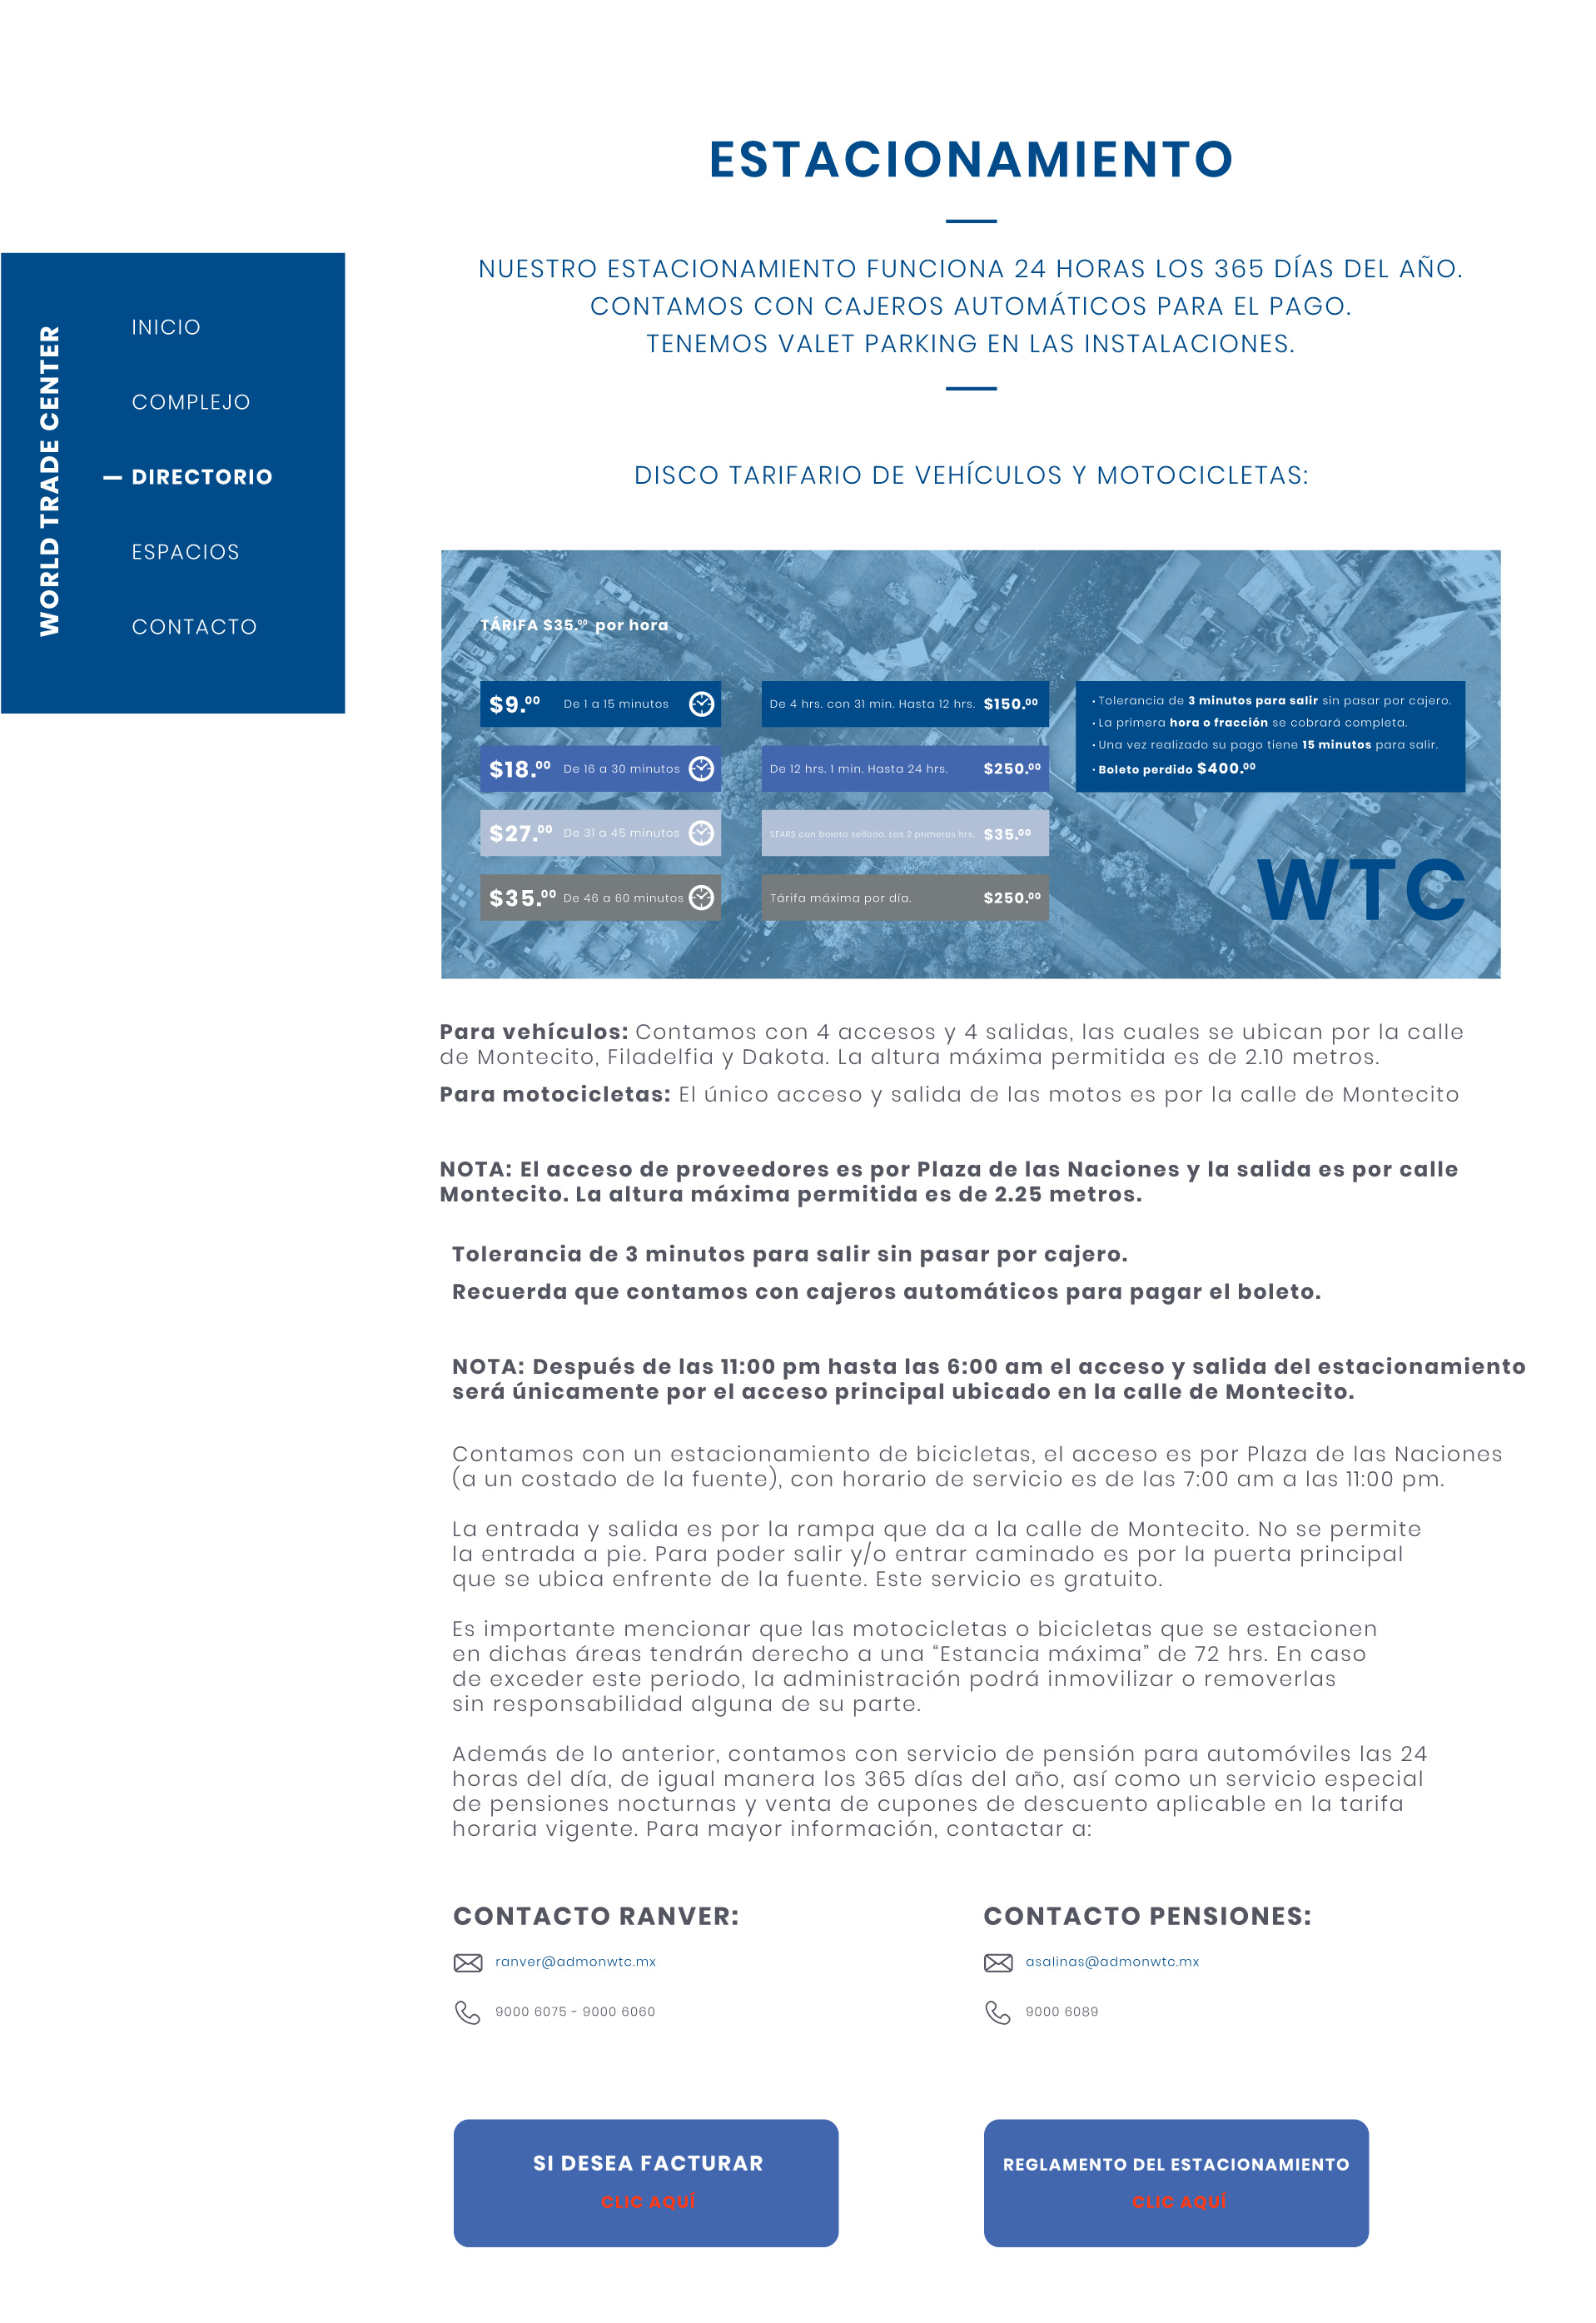 ESTACIONAMIENTO
NUESTRO ESTACIONAMIENTO FUNCIONA 24 HORAS LOS 365 DÍAS DEL AÑO.
CONTAMOS CON CAJEROS AUTOMÁTICOS PARA EL PAGO.
TENEMOS VALET PARKING EN LAS INSTALACIONES.
WORLD TRADE CENTER
INICIO
COMPLEJO
— DIRECTORIO
ESPACIOS
CONTACTO
DISCO TARIFARIO DE VEHÍCULOS Y MOTOCICLETAS:
TÁRIFA $35.00 por hora
$9.00 De 1 a 15 minutos
$18.00 De 16 a 30 minutos
$27.00 De 31 a 45 minutos
$35.00 De 46 a 60 minutos
De 4 hrs. con 31 min. Hasta 12 hrs. $150.00
De 12 hrs. 1 min. Hasta 24 hrs. $250.00
SEARS con boleto sellado. Las 2 primeras hrs. $35.00
Tárifa máxima por día. $250.00
• Tolerancia de 3 minutos para salir sin pasar por cajero.
• La primera hora o fracción se cobrará completa.
• Una vez realizado su pago tiene 15 minutos para salir.
• Boleto perdido $400.00
WTC
Para vehículos: Contamos con 4 accesos y 4 salidas, las cuales se ubican por la calle
de Montecito, Filadelfia y Dakota. La altura máxima permitida es de 2.10 metros.
Para motocicletas: El único acceso y salida de las motos es por la calle de Montecito
NOTA: El acceso de proveedores es por Plaza de las Naciones y la salida es por calle
Montecito. La altura máxima permitida es de 2.25 metros.
Tolerancia de 3 minutos para salir sin pasar por cajero.
Recuerda que contamos con cajeros automáticos para pagar el boleto.
NOTA: Después de las 11:00 pm hasta las 6:00 am el acceso y salida del estacionamiento
será únicamente por el acceso principal ubicado en la calle de Montecito.
Contamos con un estacionamiento de bicicletas, el acceso es por Plaza de las Naciones
(a un costado de la fuente), con horario de servicio es de las 7:00 am a las 11:00 pm.
La entrada y salida es por la rampa que da a la calle de Montecito. No se permite
la entrada a pie. Para poder salir y/o entrar caminado es por la puerta principal
que se ubica enfrente de la fuente. Este servicio es gratuito.
Es importante mencionar que las motocicletas o bicicletas que se estacionen
en dichas áreas tendrán derecho a una “Estancia máxima” de 72 hrs. En caso
de exceder este periodo, la administración podrá inmovilizar o removerlas
sin responsabilidad alguna de su parte.
Además de lo anterior, contamos con servicio de pensión para automóviles las 24
horas del día, de igual manera los 365 días del año, así como un servicio especial
de pensiones nocturnas y venta de cupones de descuento aplicable en la tarifa
horaria vigente. Para mayor información, contactar a:
CONTACTO RANVER:
ranver@admonwtc.mx
9000 6075 - 9000 6060
CONTACTO PENSIONES:
asalinas@admonwtc.mx
9000 6089
SI DESEA FACTURAR
CLIC AQUÍ
REGLAMENTO DEL ESTACIONAMIENTO
CLIC AQUÍ